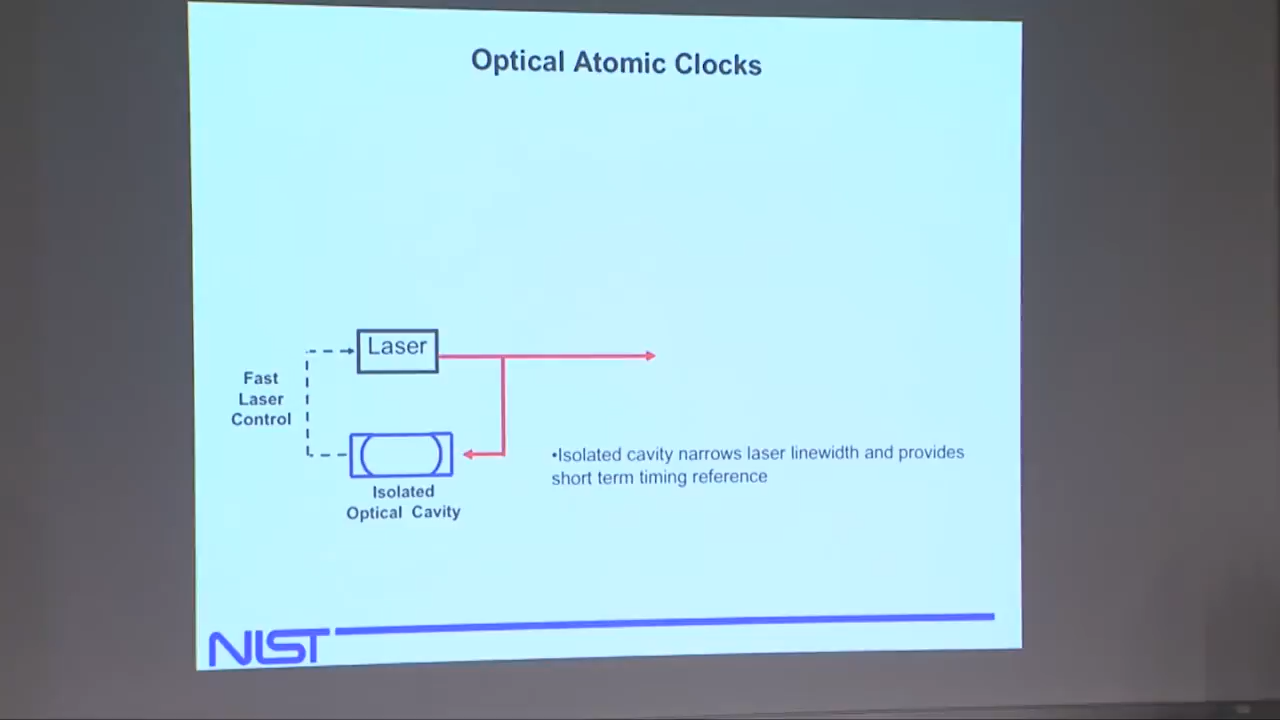 Optical Atomic Clocks
Laser
Fast
Laser
Control
•Isolated cavity narrows laser linewidth and provides
short term timing reference
Isolated
Optical Cavity
NIST